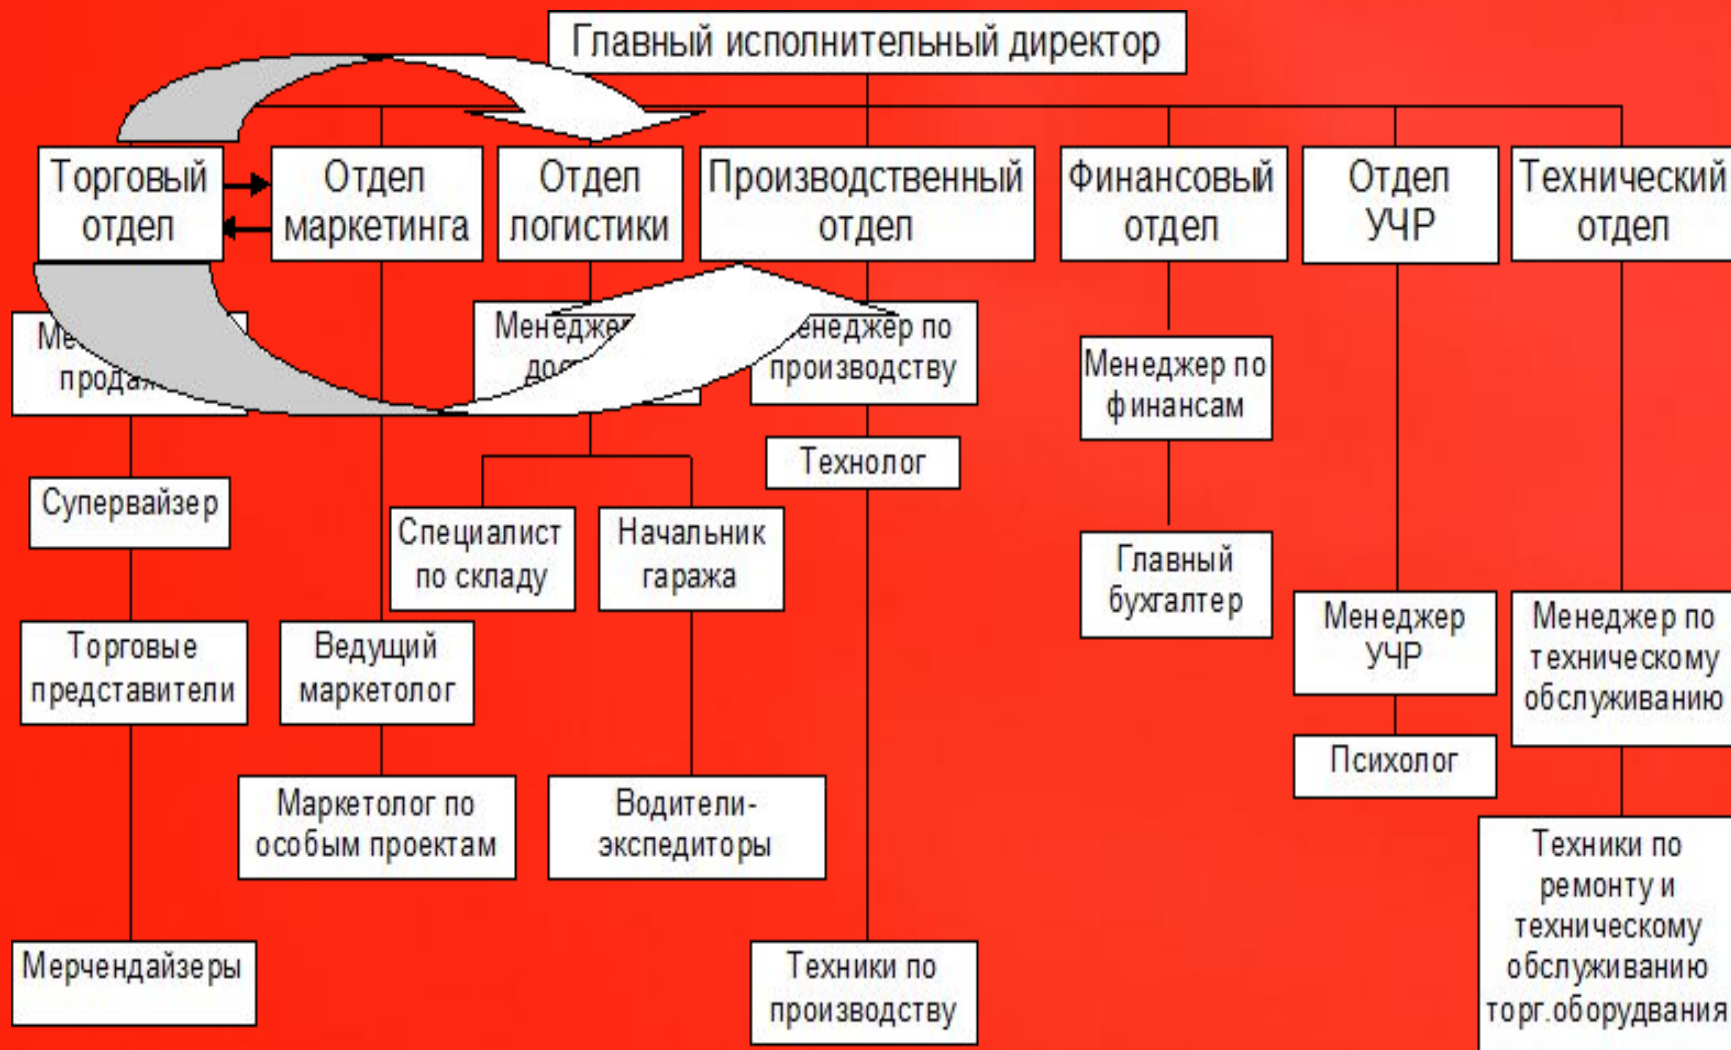 Главный исполнительный директор
Торговый
отдел
Отдел
маркетинга
Отдел
логистики
Производственный
отдел
Финансовый
отдел
Отдел
УЧР
Технический
отдел
Менеджер по
производству
Технолог
Менеджер по
финансам
Супервайзер
Специалист
по складу
Начальник
гаража
Главный
бухгалтер
Торговые
представители
Ведущий
маркетолог
Менеджер
УЧР
Менеджер по
техническому
обслуживанию
Психолог
Маркетолог по
особым проектам
Водители-
экспедиторы
Техники по
ремонту и
техническому
обслуживанию
торг.оборудвания
Мерчендайзеры
Техники по
производству